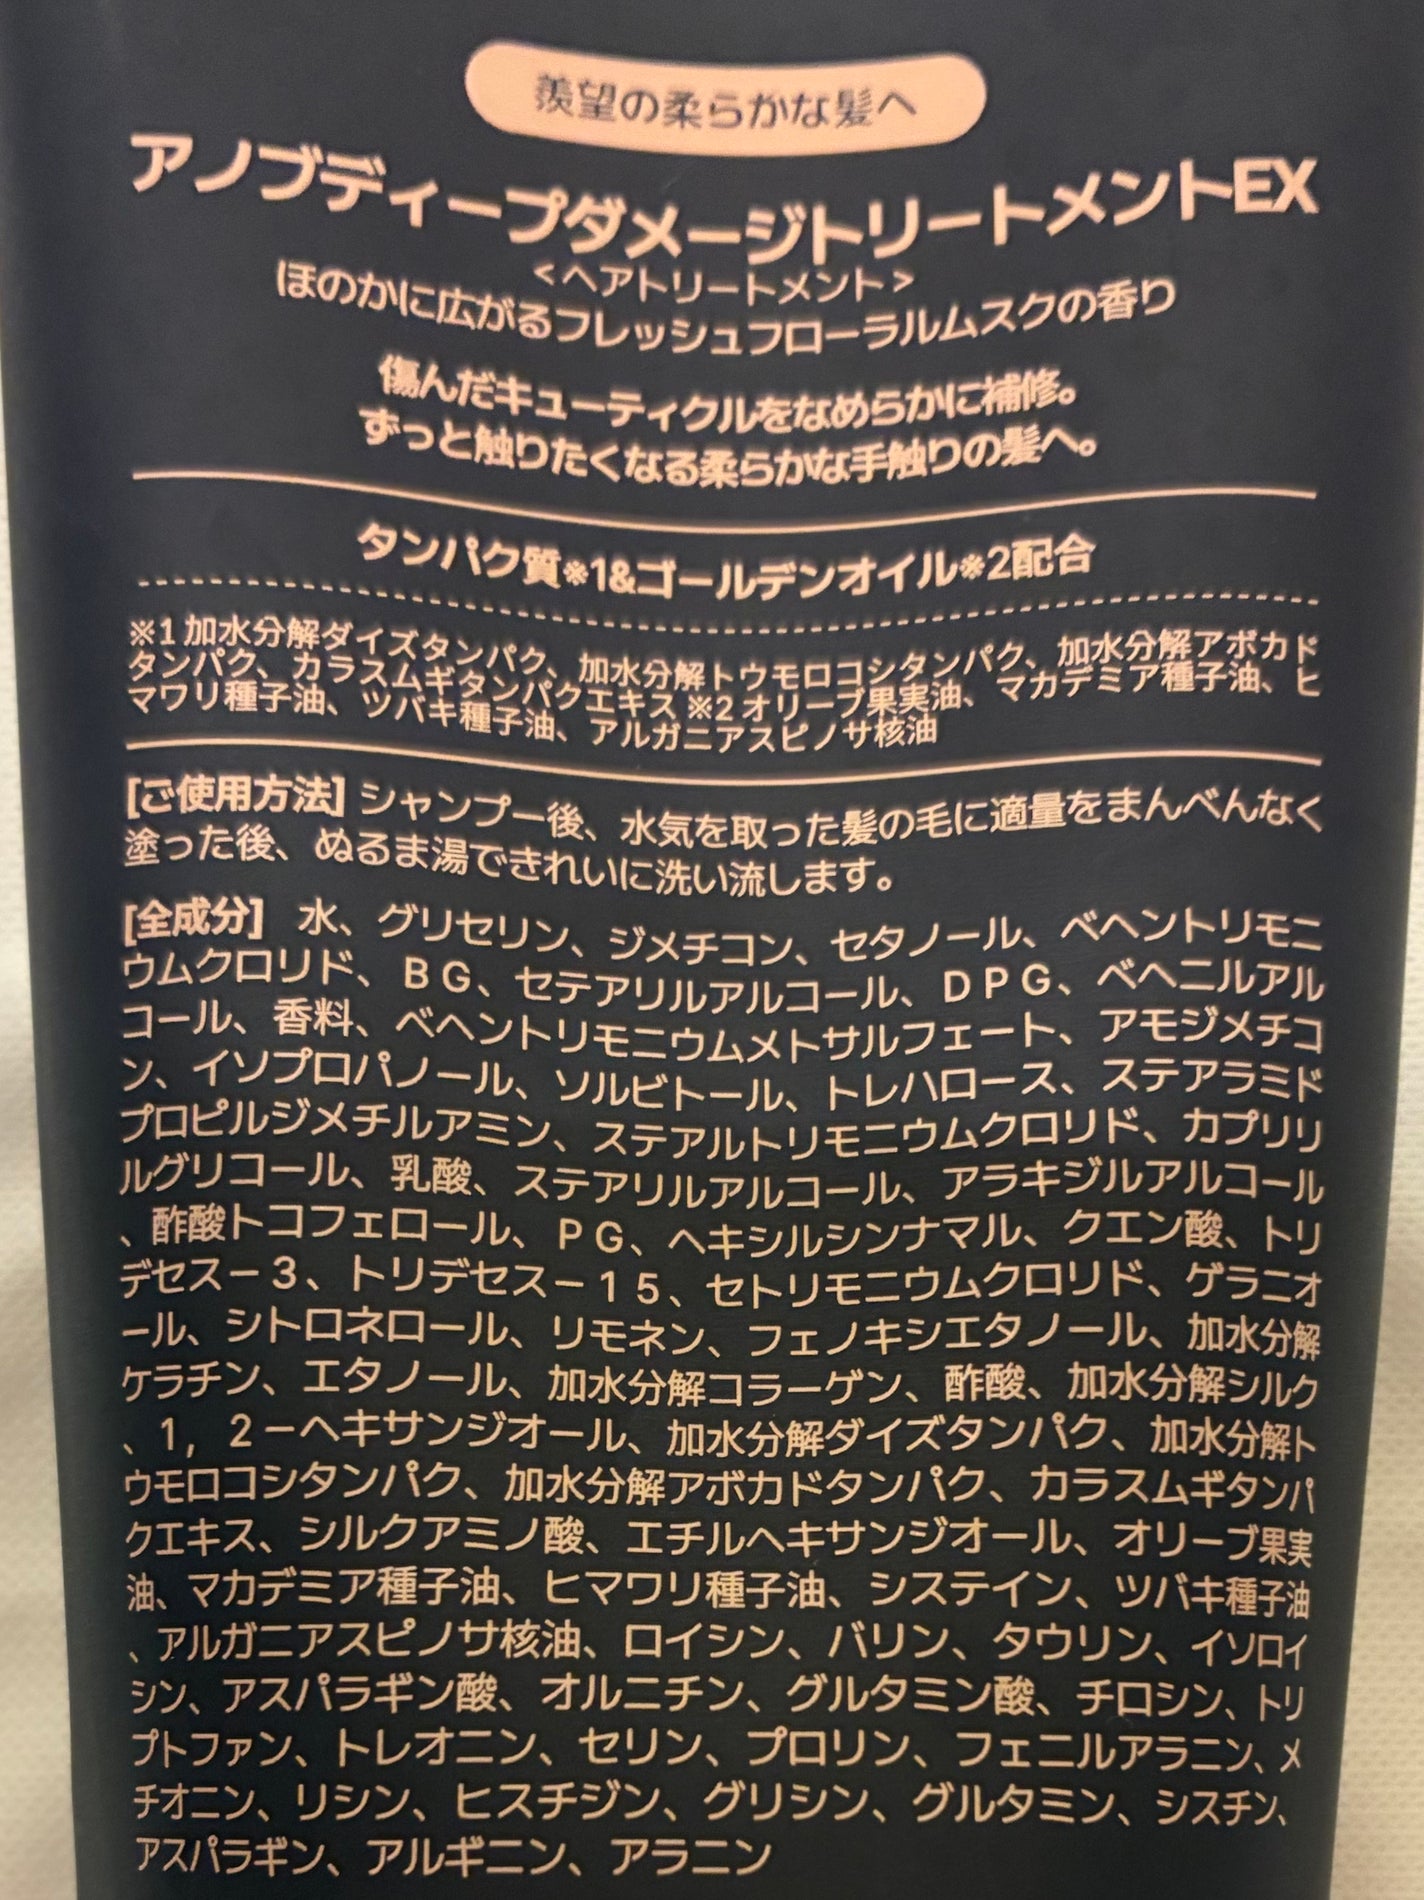 羨望の柔らかな髪へ
アノブディープダメージトリートメントEX
<ヘアトリートメント>
ほのかに広がるフレッシュフローラルムスクの香り
傷んだキューティクルをなめらかに補修。
ずっと触りたくなる柔らかな手触りの髪へ。
タンパク質※1&ゴールデンオイル※2配合
※1 加水分解ダイズタンパク、加水分解トウモロコシタンパク、加水分解アボカド
タンパク、カラスムギタンパクエキス ※2 オリーブ果実油、マカデミア種子油、ヒ
マワリ種子油、ツバキ種子油、アルガニアスピノサ核油
[ご使用方法] シャンプー後、水気を取った髪の毛に適量をまんべんなく
塗った後、ぬるま湯できれいに洗い流します。
[全成分] 水、グリセリン、ジメチコン、セタノール、ベヘントリモニ
ウムクロリド、BG、セテアリルアルコール、DPG、ベヘニルアル
コール、香料、ベヘントリモニウムメトサルフェート、アモジメチコ
ン、イソプロパノール、ソルビトール、トレハロース、ステアラミド
プロピルジメチルアミン、ステアルトリモニウムクロリド、カプリリ
ルグリコール、乳酸、ステアリルアルコール、アラキジルアルコール
、酢酸トコフェロール、PG、ヘキシルシンナマル、クエン酸、トリ
デセス－3、トリデセス－15、セトリモニウムクロリド、ゲラニオ
ール、シトロネロール、リモネン、フェノキシエタノール、加水分解
ケラチン、エタノール、加水分解コラーゲン、酢酸、加水分解シルク
、1，2－ヘキサンジオール、加水分解ダイズタンパク、加水分解ト
ウモロコシタンパク、加水分解アボカドタンパク、カラスムギタンパ
クエキス、シルクアミノ酸、エチルヘキサンジオール、オリーブ果実
油、マカデミア種子油、ヒマワリ種子油、システイン、ツバキ種子油
、アルガニアスピノサ核油、ロイシン、バリン、タウリン、イソロイ
シン、アスパラギン酸、オルニチン、グルタミン酸、チロシン、トリ
プトファン、トレオニン、セリン、プロリン、フェニルアラニン、メ
チオニン、リシン、ヒスチジン、グリシン、グルタミン、シスチン、
アスパラギン、アルギニン、アラニン